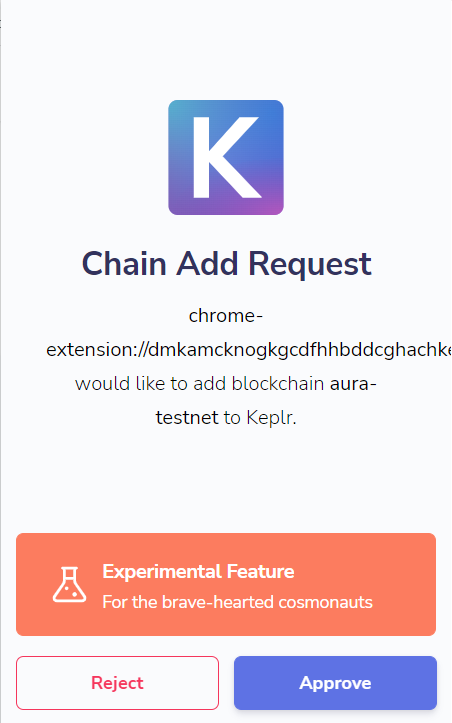 K
Chain Add Request
chrome-
extension://dmkamcknogkgcdfhhbddcghachke
would like to add blockchain aura-
testnet to Keplr.
Experimental Feature
For the brave-hearted cosmonauts
Reject
Approve